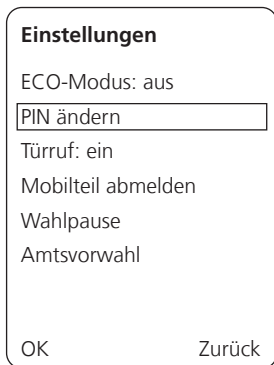 Einstellungen
ECO-Modus: aus
PIN ändern
Türruf: ein
Mobilteil abmelden
Wahlpause
Amtsvorwahl
OK Zurück